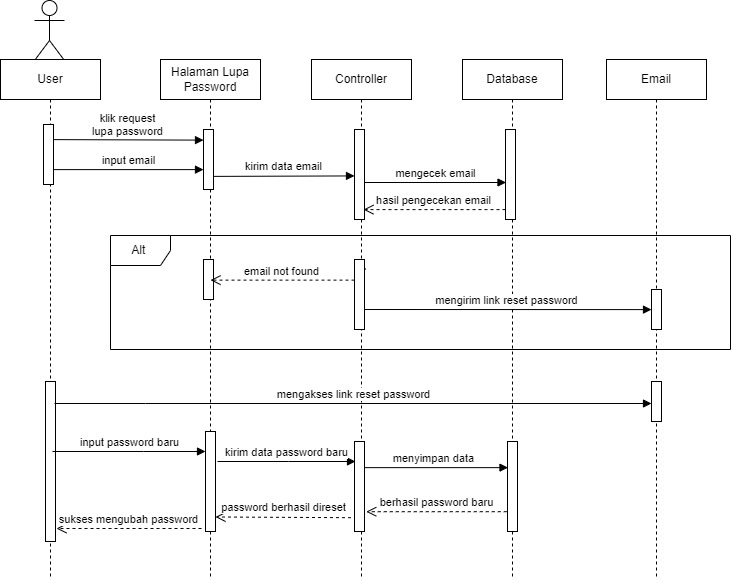 User
Halaman Lupa
Password
Controller
Database
Email
klik request
lupa password
input email
kirim data email
mengecek email
hasil pengecekan email
Alt
email not found
mengirim link reset password
mengakses link reset password
input password baru
kirim data password baru
menyimpan data
berhasil password baru
password berhasil direset
sukses mengubah password